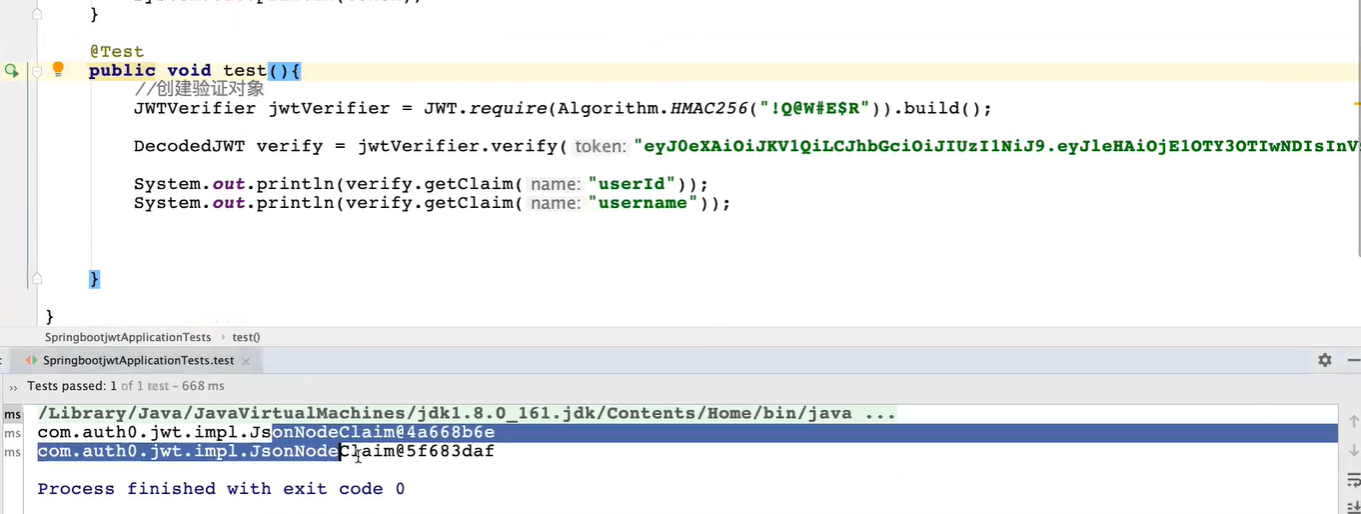 }
@Test
public void test(){
//创建验证对象
JWTVerifier jwtVerifier = JWT.require(Algorithm.HMAC256("!Q@W#E$R")).build();
DecodedJWT verify = jwtVerifier.verify( token: "eyJ0eXAiOiJKV1QiLCJhbGciOiJIUzI1NiJ9.eyJleHAiOjE1OTY3OTIwNDIsInVs
System.out.println(verify.getClaim( name: "userId"));
System.out.println(verify.getClaim( name: "username"));
}
}
SpringbootjwtApplicationTests › test()
SpringbootjwtApplicationTests.test ×
›› Tests passed: 1 of 1 test – 668 ms
ms /Library/Java/JavaVirtualMachines/jdk1.8.0_161.jdk/Contents/Home/bin/java ...
ms com.auth0.jwt.impl.JsonNodeClaim@4a668b6e
ms com.auth0.jwt.impl.JsonNodeClaim@5f683daf
Process finished with exit code 0